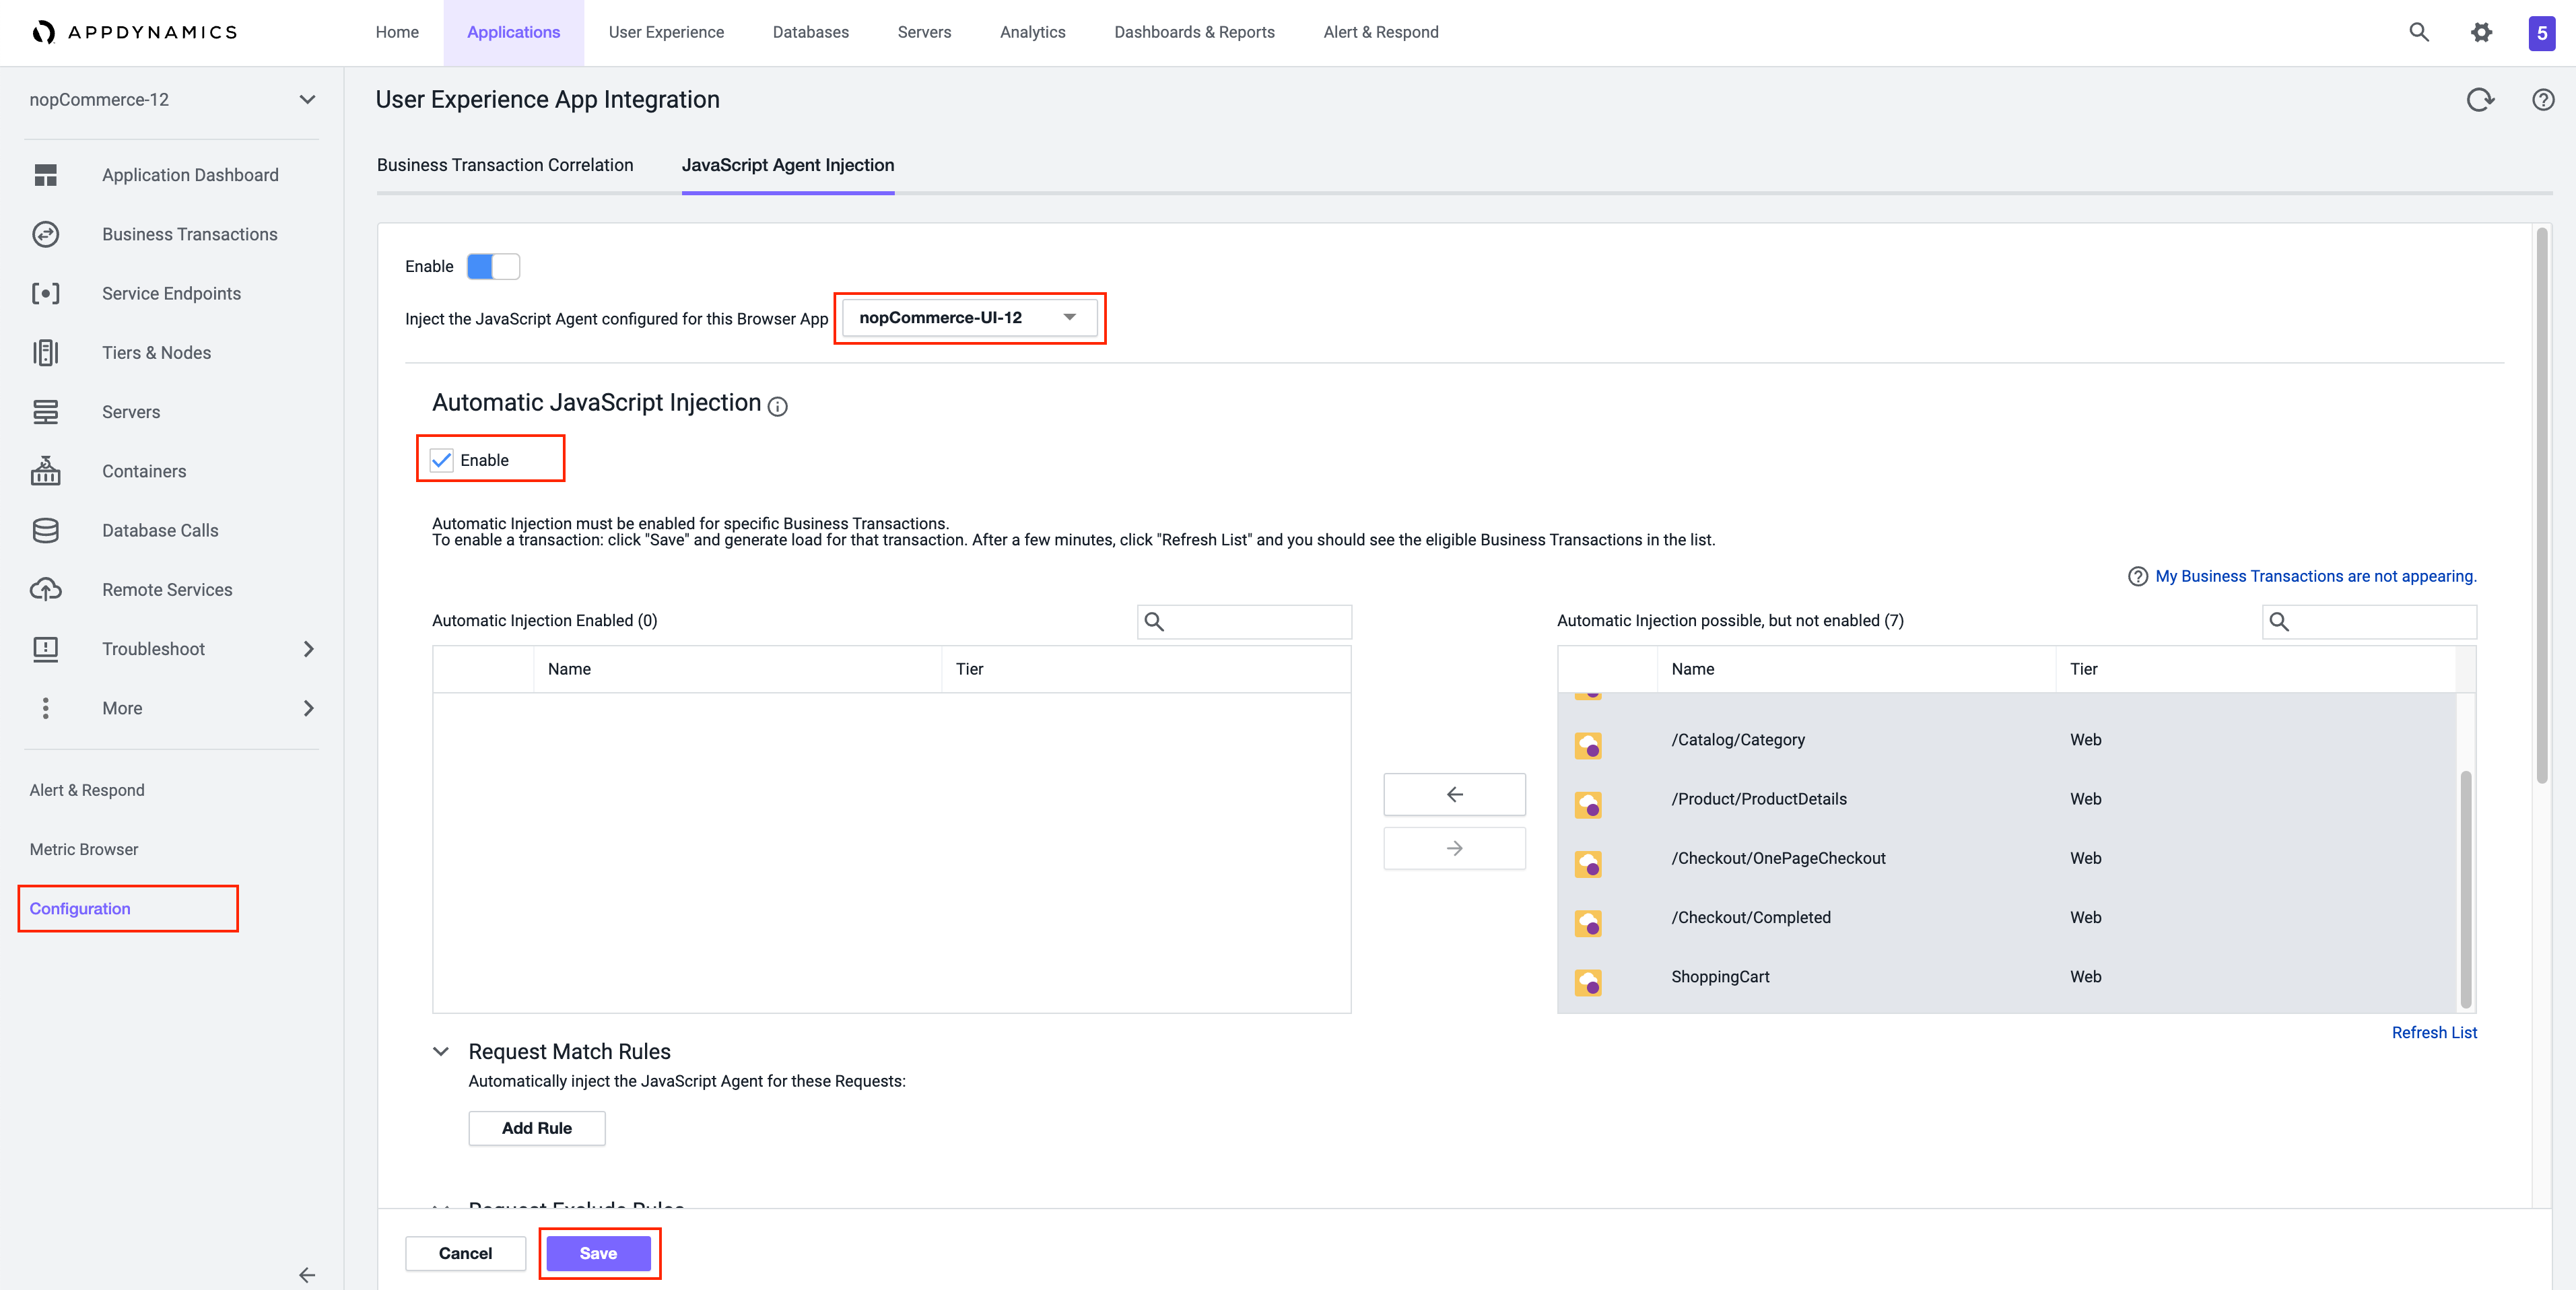 APPDYNAMICS
Home
Applications
User Experience
Databases
Servers
Analytics
Dashboards & Reports
Alert & Respond
5
nopCommerce-12
Application Dashboard
Business Transactions
Service Endpoints
Tiers & Nodes
Servers
Containers
Database Calls
Remote Services
Troubleshoot
More
Alert & Respond
Metric Browser
Configuration
User Experience App Integration
Business Transaction Correlation
JavaScript Agent Injection
Enable
Inject the JavaScript Agent configured for this Browser App
nopCommerce-UI-12
Automatic JavaScript Injection
Enable
Automatic Injection must be enabled for specific Business Transactions.
To enable a transaction: click "Save" and generate load for that transaction. After a few minutes, click "Refresh List" and you should see the eligible Business Transactions in the list.
My Business Transactions are not appearing.
Automatic Injection Enabled (0)
Name
Tier
Automatic Injection possible, but not enabled (7)
Name
Tier
/Catalog/Category
Web
/Product/ProductDetails
Web
/Checkout/OnePageCheckout
Web
/Checkout/Completed
Web
ShoppingCart
Web
Refresh List
Request Match Rules
Automatically inject the JavaScript Agent for these Requests:
Add Rule
Request Exclude Rules
Cancel
Save